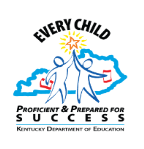 EVERY CHILD
PROFICIENT & PREPARED FOR
SUCCESS
KENTUCKY DEPARTMENT OF EDUCATION